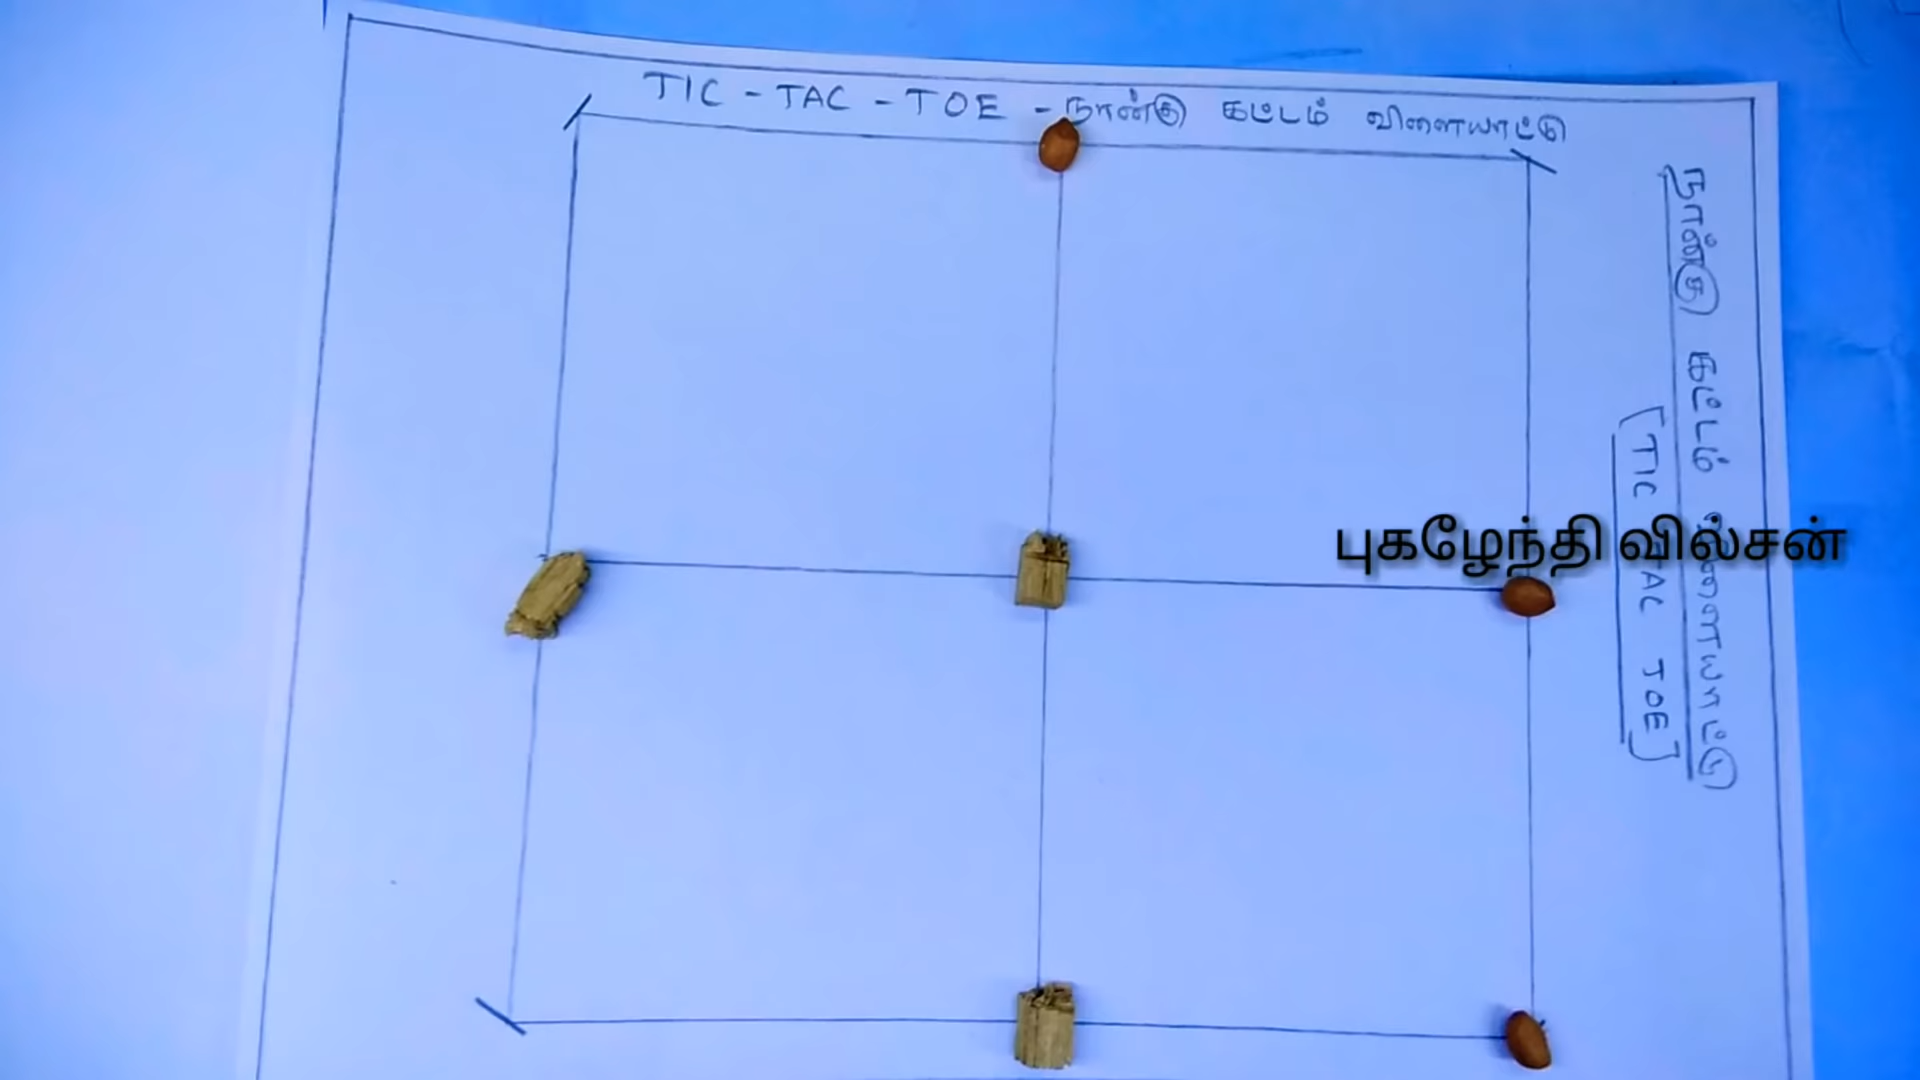 TIC - TAC - TOE - நான்கு கட்டம் விளையாட்டு
நான்கு கட்டம் விளையாட்டு
[TIC TAC TOE]
புகழேந்தி வில்சன்